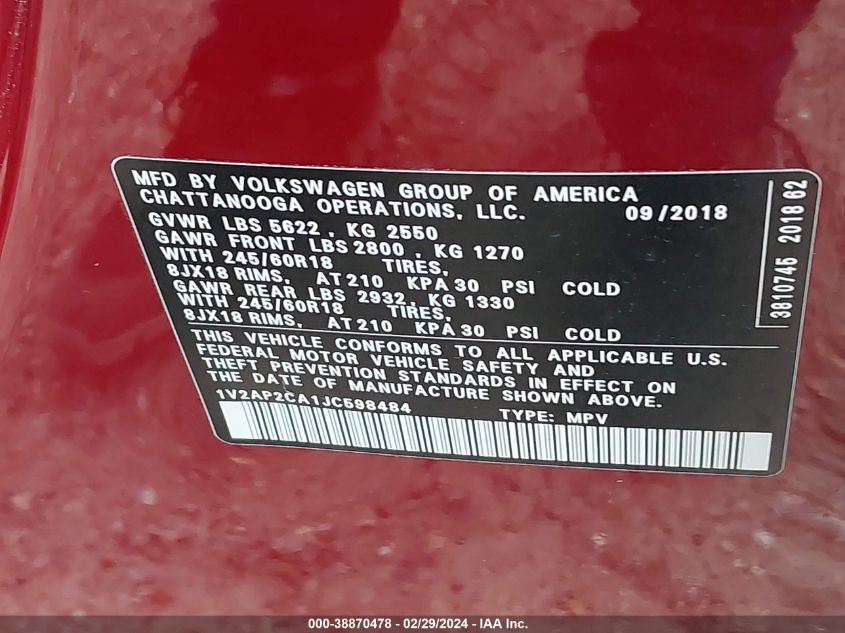 MFD BY VOLKSWAGEN GROUP OF AMERICA
CHATTANOOGA OPERATIONS, LLC. 09/2018
GVWR LBS 5622 , KG 2550
GAWR FRONT LBS 2800 , KG 1270
WITH 245/60R18 TIRES,
8JX18 RIMS, AT 210 KPA 30 PSI COLD
GAWR REAR LBS 2932, KG 1330
WITH 245/60R18 TIRES,
8JX18 RIMS, AT 210 KPA 30 PSI COLD
THIS VEHICLE CONFORMS TO ALL APPLICABLE U.S.
FEDERAL MOTOR VEHICLE SAFETY AND
THEFT PREVENTION STANDARDS IN EFFECT ON
THE DATE OF MANUFACTURE SHOWN ABOVE.
1V2AP2CA1JC598484 TYPE: MPV
3810745 2018 62
000-38870478 - 02/29/2024 - IAA Inc.